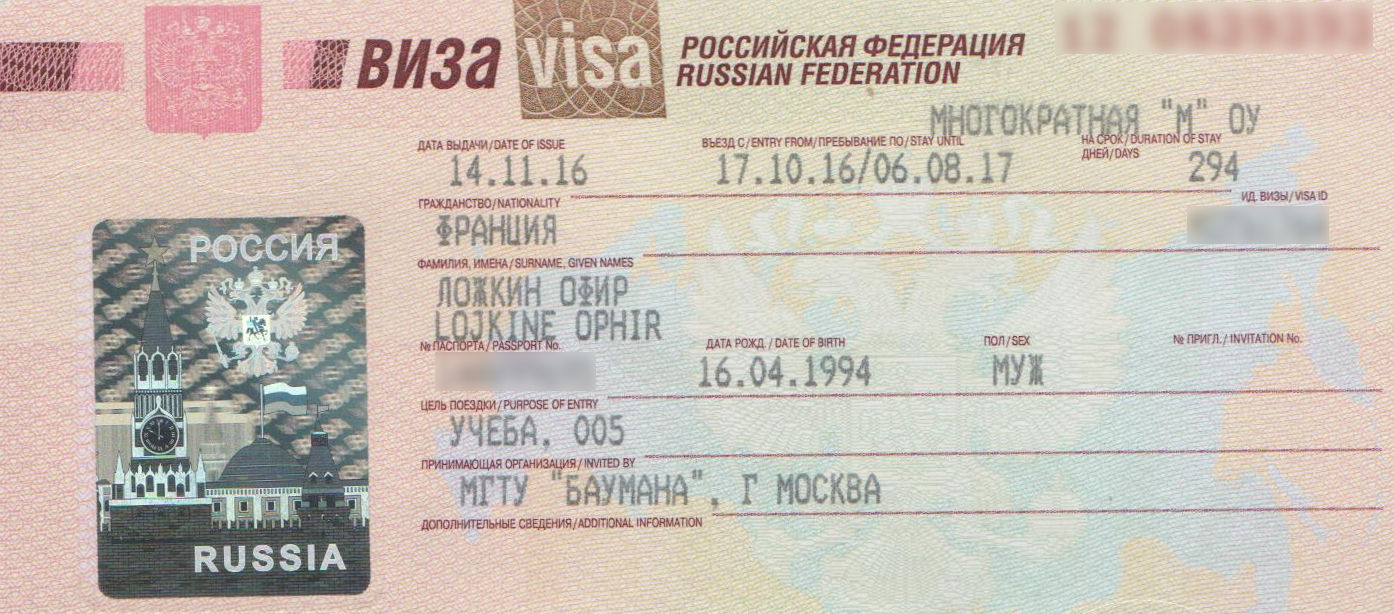 ВИЗА visa РОССИЙСКАЯ ФЕДЕРАЦИЯ
RUSSIAN FEDERATION
МНОГОКРАТНАЯ "М" ОУ
ДАТА ВЫДАЧИ/DATE OF ISSUE
ВЪЕЗД С/ENTRY FROM/ПРЕБЫВАНИЕ ПО/STAY UNTIL
НА СРОК/DURATION OF STAY
ДНЕЙ/DAYS
14.11.16
17.10.16/06.08.17
294
ГРАЖДАНСТВО/NATIONALITY
ИД. ВИЗЫ/VISA ID
ФРАНЦИЯ
ФАМИЛИЯ, ИМЕНА/SURNAME, GIVEN NAMES
ЛОЖКИН ОФИР
LOJKINE OPHIR
№ ПАСПОРТА/PASSPORT No.
ДАТА РОЖД./DATE OF BIRTH
ПОЛ/SEX
№ ПРИГЛ./INVITATION No.
16.04.1994
МУЖ
ЦЕЛЬ ПОЕЗДКИ/PURPOSE OF ENTRY
УЧЕБА, 005
ПРИНИМАЮЩАЯ ОРГАНИЗАЦИЯ/INVITED BY
МГТУ "БАУМАНА", Г МОСКВА
ДОПОЛНИТЕЛЬНЫЕ СВЕДЕНИЯ/ADDITIONAL INFORMATION
РОССИЯ
RUSSIA